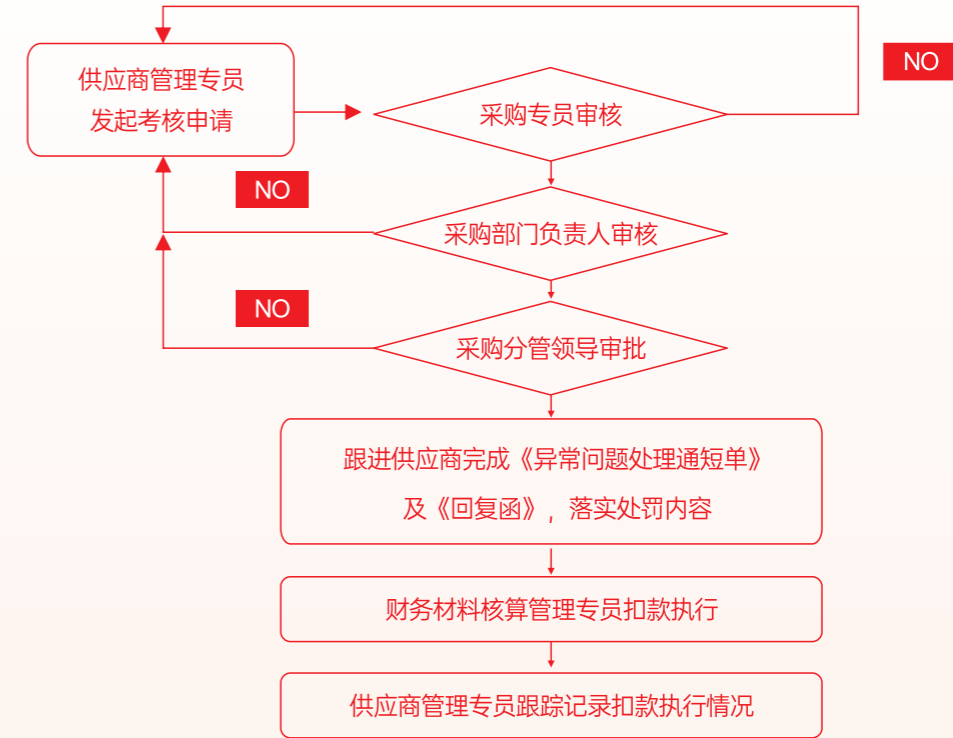 供应商管理专员
发起考核申请
采购专员审核
NO
NO
采购部门负责人审核
NO
采购分管领导审批
跟进供应商完成《异常问题处理通短单》
及《回复函》，落实处罚内容
财务材料核算管理专员扣款执行
供应商管理专员跟踪记录扣款执行情况